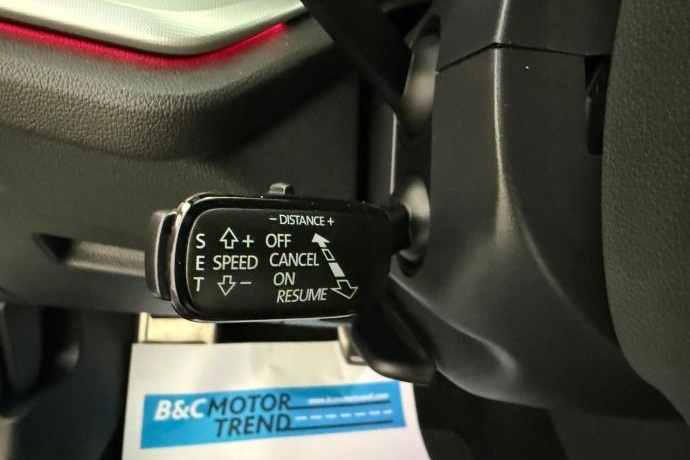 − DISTANCE +
S + OFF
E SPEED CANCEL
T − ON
RESUME
B&C MOTOR
TREND